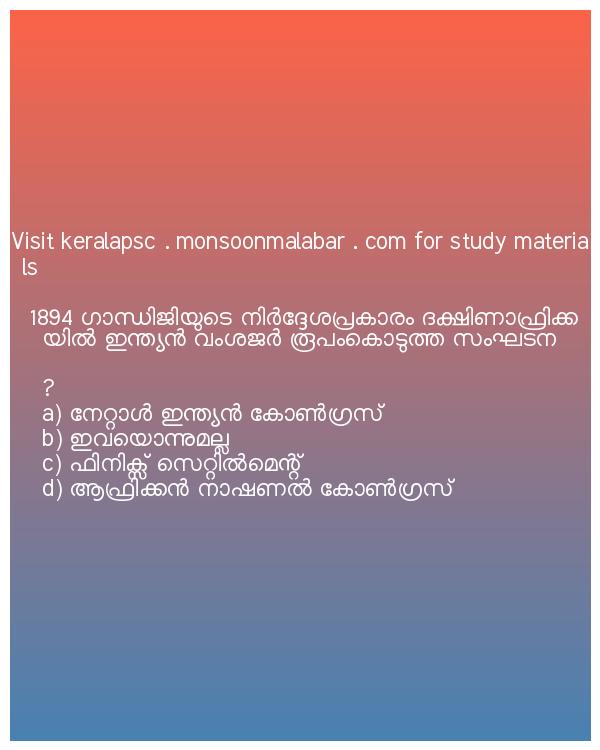 Visit keralapsc . monsoonmalabar . com for study materia
ls
1894 ഗാന്ധിജിയുടെ നിർദ്ദേശപ്രകാരം ദക്ഷിണാഫ്രിക്ക
യിൽ ഇന്ത്യൻ വംശജർ രൂപംകൊടുത്ത സംഘടന
?
a) നേറ്റാൾ ഇന്ത്യൻ കോൺഗ്രസ്
b) ഇവയൊന്നുമല്ല
c) ഫിനിക്സ് സെറ്റിൽമെന്റ്
d) ആഫ്രിക്കൻ നാഷണൽ കോൺഗ്രസ്